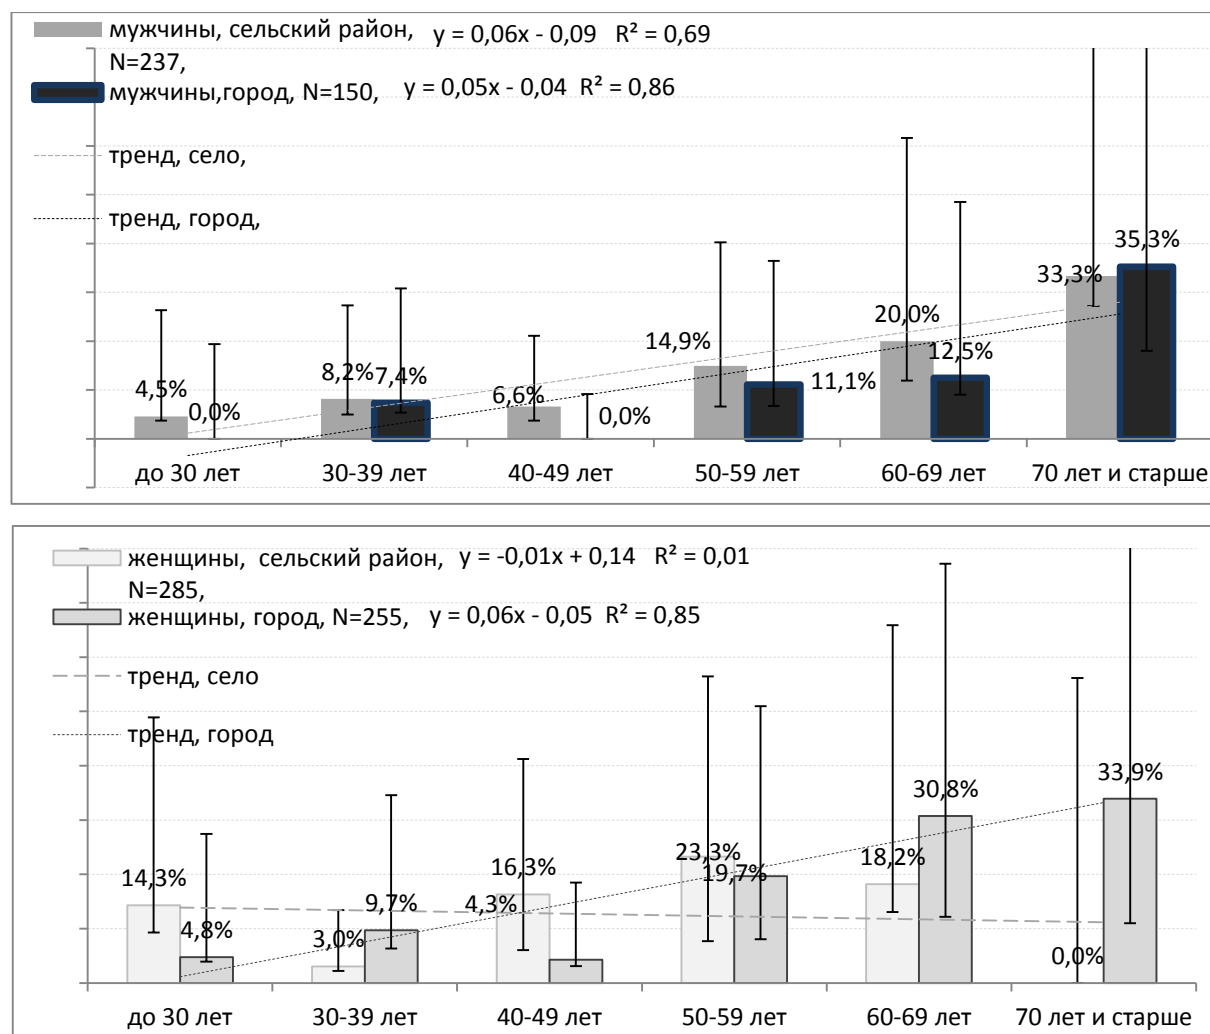 мужчины, сельский район, y = 0,06x - 0,09 R² = 0,69
N=237,
мужчины,город, N=150, y = 0,05x - 0,04 R² = 0,86
тренд, село,
тренд, город,
4,5%
0,0%
8,2%
7,4%
6,6%
0,0%
14,9%
11,1%
20,0%
12,5%
33,3%
35,3%
до 30 лет 30-39 лет 40-49 лет 50-59 лет 60-69 лет 70 лет и старше
женщины, сельский район, y = -0,01x + 0,14 R² = 0,01
N=285,
женщины, город, N=255, y = 0,06x - 0,05 R² = 0,85
тренд, село
тренд, город
14,3%
4,8%
3,0%
9,7%
16,3%
4,3%
23,3%
19,7%
18,2%
30,8%
0,0%
33,9%
до 30 лет 30-39 лет 40-49 лет 50-59 лет 60-69 лет 70 лет и старше